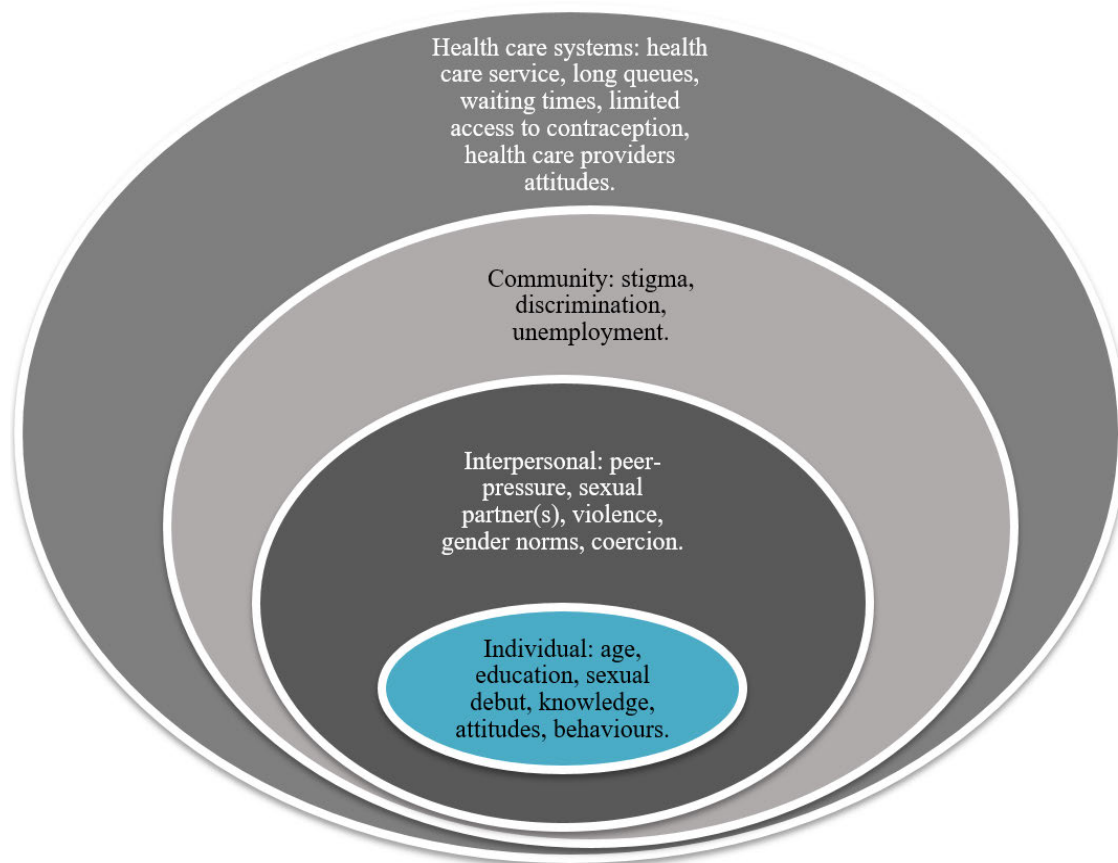 Health care systems: health
care service, long queues,
waiting times, limited
access to contraception,
health care providers
attitudes.
Community: stigma,
discrimination,
unemployment.
Interpersonal: peer-
pressure, sexual
partner(s), violence,
gender norms, coercion.
Individual: age,
education, sexual
debut, knowledge,
attitudes, behaviours.